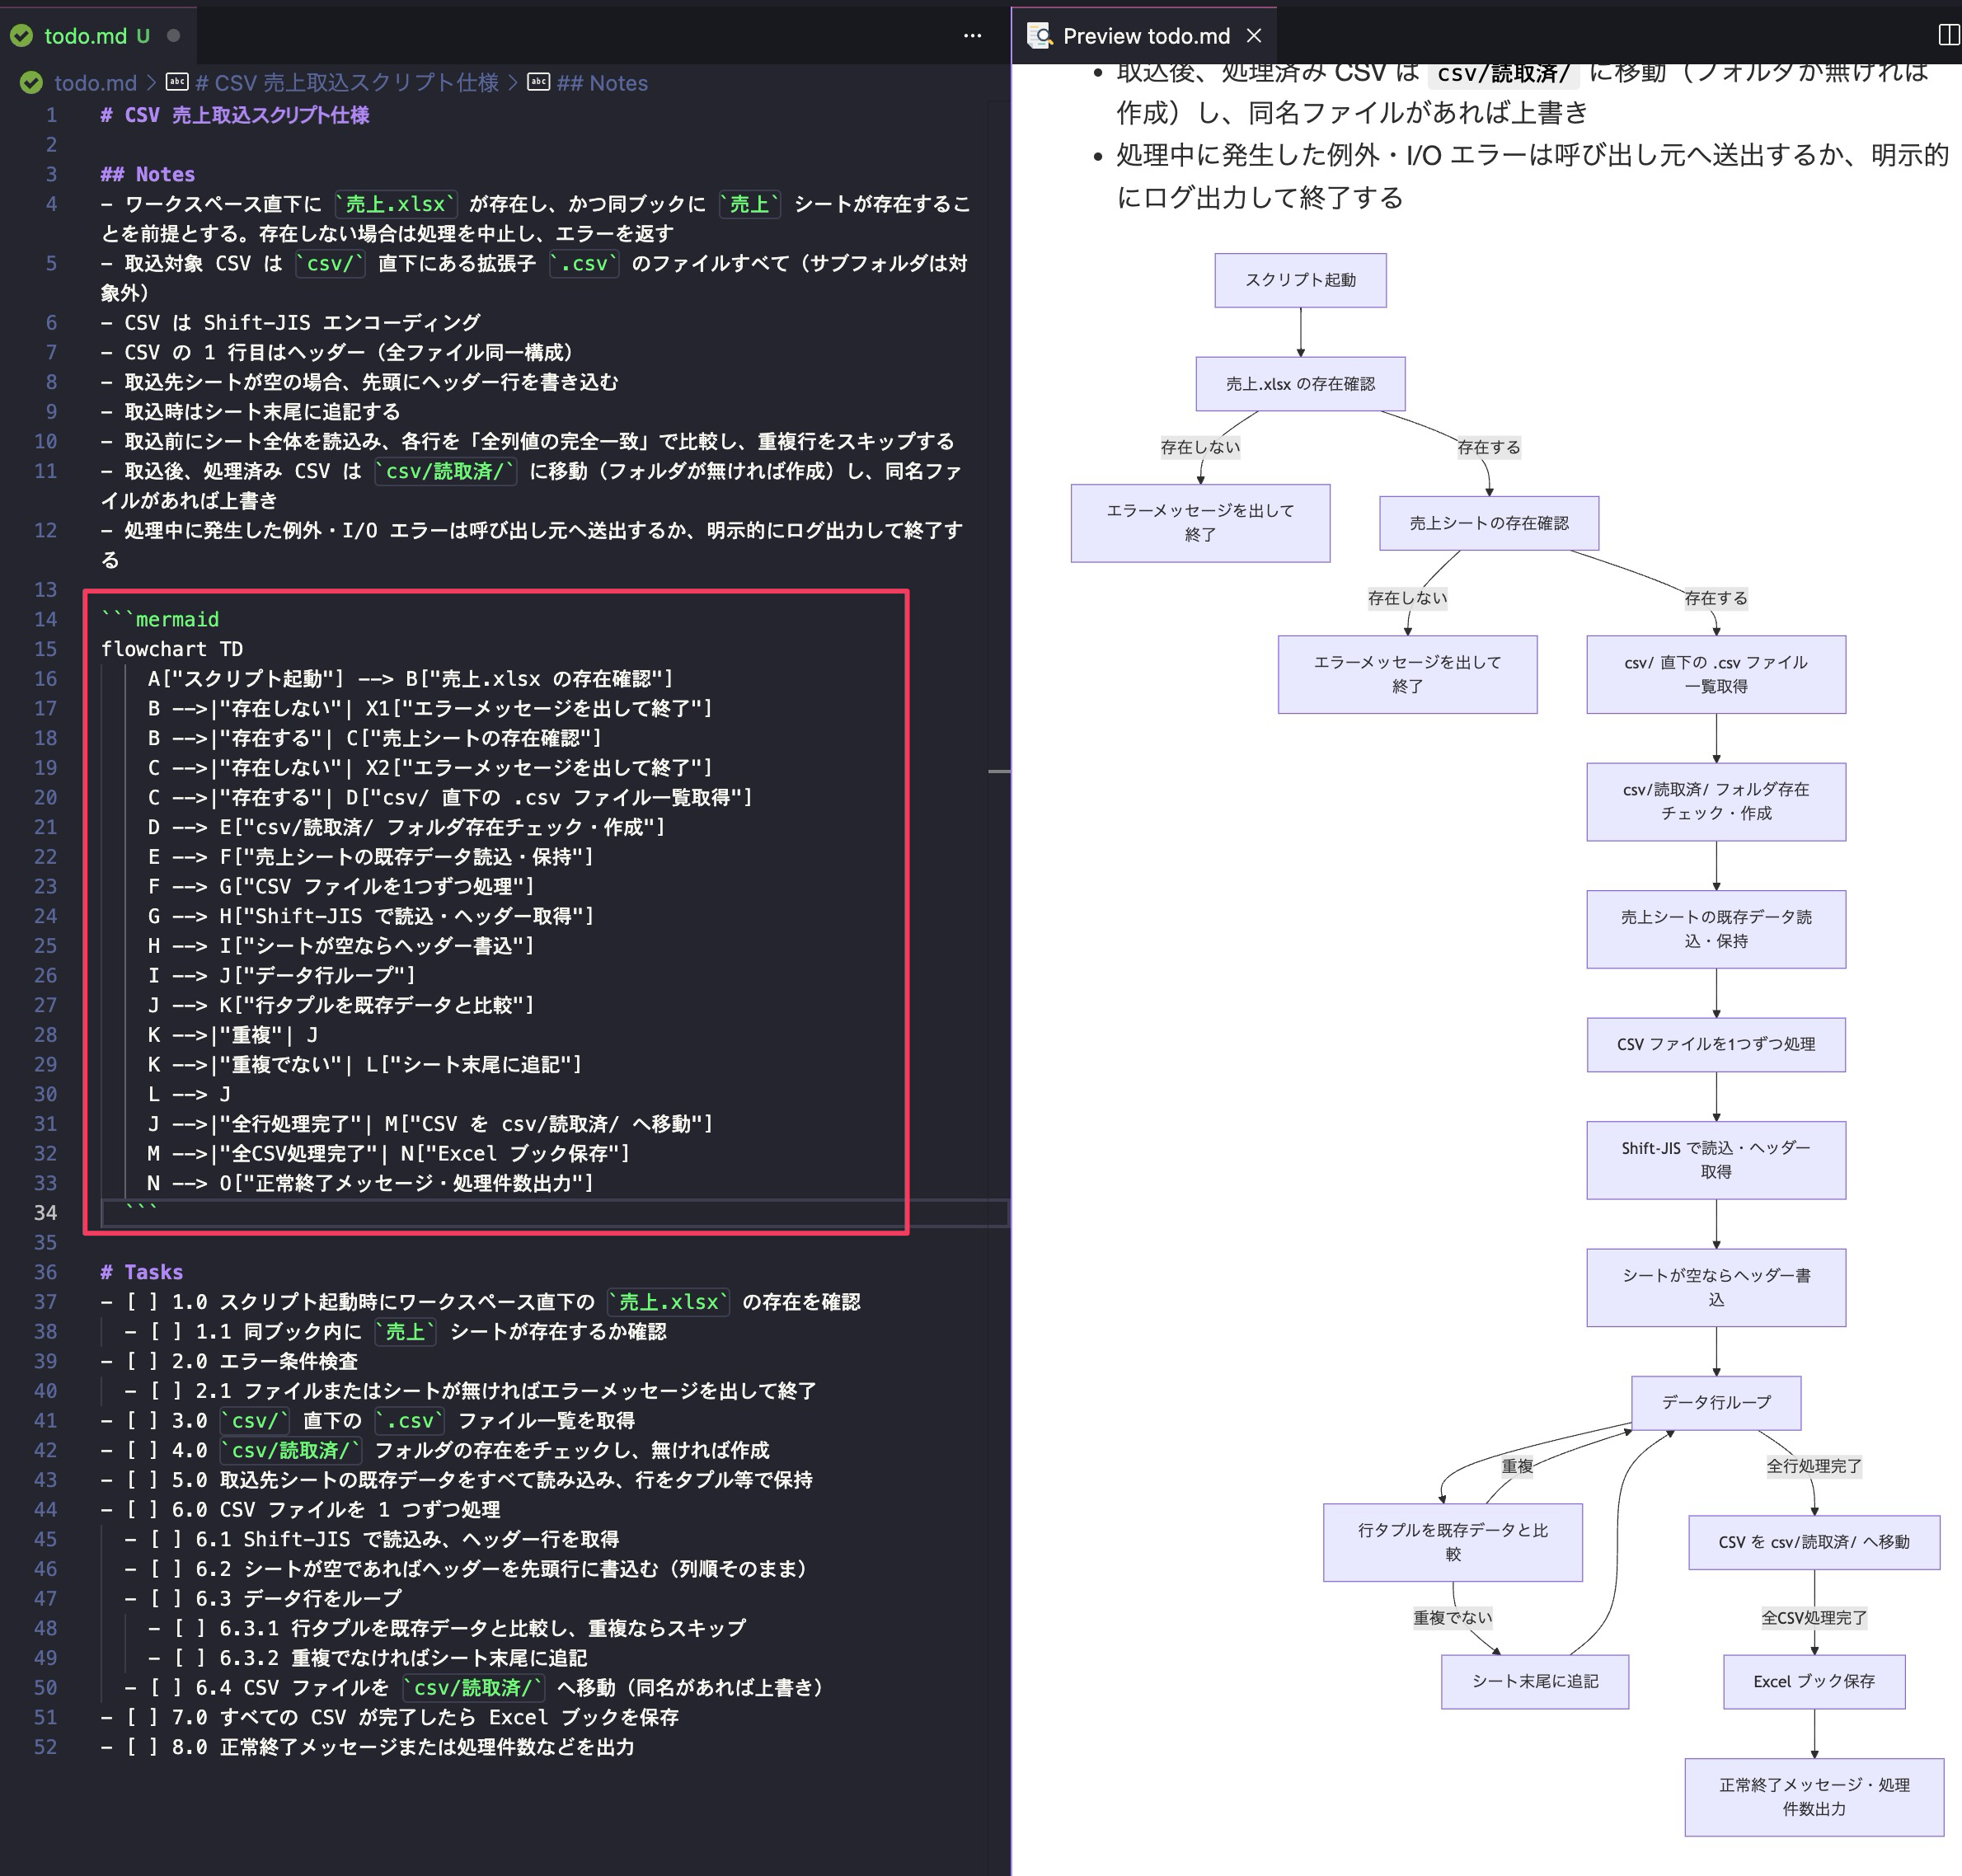 todo.md U
todo.md > # CSV 売上取込スクリプト仕様 > ## Notes
1 # CSV 売上取込スクリプト仕様
2
3 ## Notes
4 - ワークスペース直下に `売上.xlsx` が存在し、かつ同ブックに `売上` シートが存在するこ
とを前提とする。存在しない場合は処理を中止し、エラーを返す
5 - 取込対象 CSV は `csv/` 直下にある拡張子 `.csv` のファイルすべて（サブフォルダは対
象外）
6 - CSV は Shift-JIS エンコーディング
7 - CSV の 1 行目はヘッダー（全ファイル同一構成）
8 - 取込先シートが空の場合、先頭にヘッダー行を書き込む
9 - 取込時はシート末尾に追記する
10 - 取込前にシート全体を読込み、各行を「全列値の完全一致」で比較し、重複行をスキップする
11 - 取込後、処理済み CSV は `csv/読取済/` に移動（フォルダが無ければ作成）し、同名ファ
イルがあれば上書き
12 - 処理中に発生した例外・I/O エラーは呼び出し元へ送出するか、明示的にログ出力して終了す
る
13
14 ```mermaid
15 flowchart TD
16 A["スクリプト起動"] --> B["売上.xlsx の存在確認"]
17 B -->|"存在しない"| X1["エラーメッセージを出して終了"]
18 B -->|"存在する"| C["売上シートの存在確認"]
19 C -->|"存在しない"| X2["エラーメッセージを出して終了"]
20 C -->|"存在する"| D["csv/ 直下の .csv ファイル一覧取得"]
21 D --> E["csv/読取済/ フォルダ存在チェック・作成"]
22 E --> F["売上シートの既存データ読込・保持"]
23 F --> G["CSV ファイルを1つずつ処理"]
24 G --> H["Shift-JIS で読込・ヘッダー取得"]
25 H --> I["シートが空ならヘッダー書込"]
26 I --> J["データ行ループ"]
27 J --> K["行タプルを既存データと比較"]
28 K -->|"重複"| J
29 K -->|"重複でない"| L["シート末尾に追記"]
30 L --> J
31 J -->|"全行処理完了"| M["CSV を csv/読取済/ へ移動"]
32 M -->|"全CSV処理完了"| N["Excel ブック保存"]
33 N --> O["正常終了メッセージ・処理件数出力"]
34 ```
35
36 # Tasks
37 - [ ] 1.0 スクリプト起動時にワークスペース直下の `売上.xlsx` の存在を確認
38 - [ ] 1.1 同ブック内に `売上` シートが存在するか確認
39 - [ ] 2.0 エラー条件検査
40 - [ ] 2.1 ファイルまたはシートが無ければエラーメッセージを出して終了
41 - [ ] 3.0 `csv/` 直下の `.csv` ファイル一覧を取得
42 - [ ] 4.0 `csv/読取済/` フォルダの存在をチェックし、無ければ作成
43 - [ ] 5.0 取込先シートの既存データをすべて読み込み、行をタプル等で保持
44 - [ ] 6.0 CSV ファイルを 1 つずつ処理
45 - [ ] 6.1 Shift-JIS で読込み、ヘッダー行を取得
46 - [ ] 6.2 シートが空であればヘッダーを先頭行に書込む（列順そのまま）
47 - [ ] 6.3 データ行をループ
48 - [ ] 6.3.1 行タプルを既存データと比較し、重複ならスキップ
49 - [ ] 6.3.2 重複でなければシート末尾に追記
50 - [ ] 6.4 CSV ファイルを `csv/読取済/` へ移動（同名があれば上書き）
51 - [ ] 7.0 すべての CSV が完了したら Excel ブックを保存
52 - [ ] 8.0 正常終了メッセージまたは処理件数などを出力
Preview todo.md
• 取込後、処理済み CSV は csv/読取済/ に移動（フォルダが無ければ
作成）し、同名ファイルがあれば上書き
• 処理中に発生した例外・I/O エラーは呼び出し元へ送出するか、明示的
にログ出力して終了する
スクリプト起動
売上.xlsx の存在確認
存在しない
存在する
エラーメッセージを出して
終了
売上シートの存在確認
存在しない
存在する
エラーメッセージを出して
終了
csv/ 直下の .csv ファイル
一覧取得
csv/読取済/ フォルダ存在
チェック・作成
売上シートの既存データ読
込・保持
CSV ファイルを1つずつ処理
Shift-JIS で読込・ヘッダー
取得
シートが空ならヘッダー書
込
データ行ループ
重複
全行処理完了
行タプルを既存データと比
較
CSV を csv/読取済/ へ移動
重複でない
全CSV処理完了
シート末尾に追記
Excel ブック保存
正常終了メッセージ・処理
件数出力